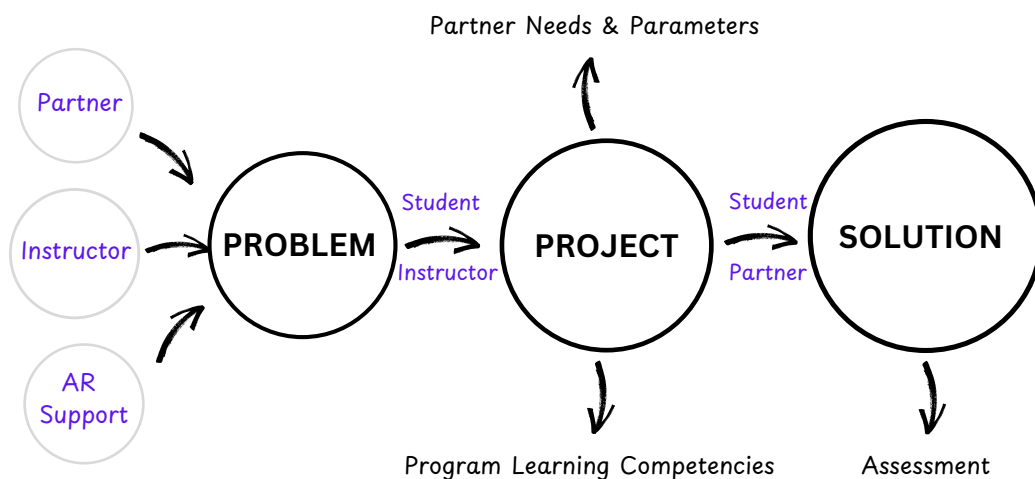 Partner Needs & Parameters
Partner
Instructor
AR
Support
PROBLEM
Student
Instructor
PROJECT
Student
Partner
SOLUTION
Program Learning Competencies
Assessment